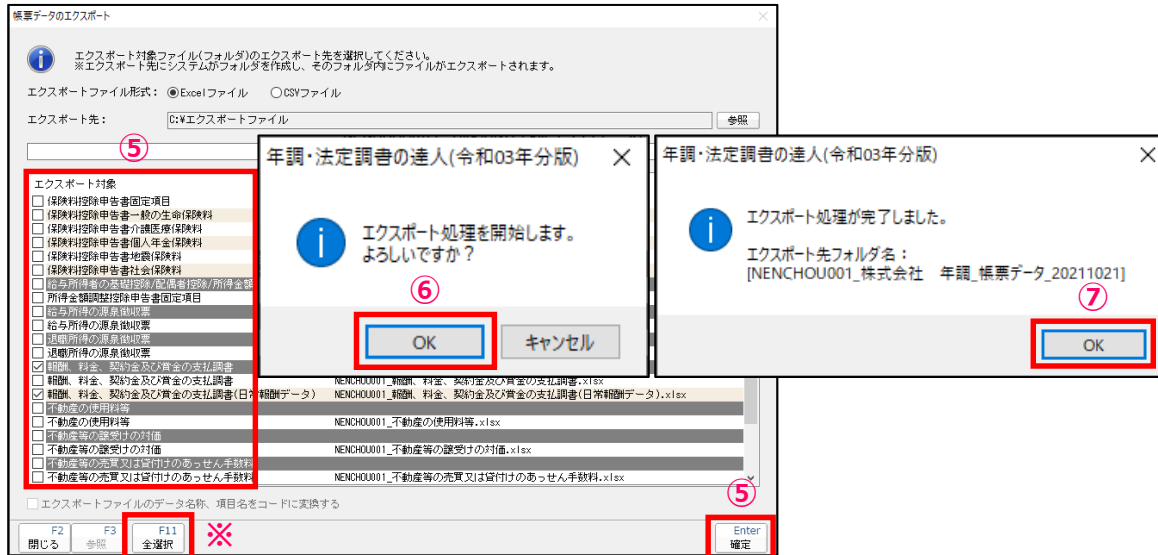 帳票データのエクスポート
エクスポート対象ファイル(フォルダ)のエクスポート先を選択してください。
※エクスポート先にシステムがフォルダを作成し、そのフォルダ内にファイルがエクスポートされます。
エクスポートファイル形式: Excelファイル CSVファイル
エクスポート先: C:¥エクスポートファイル 参照
⑤
エクスポート対象
保険料控除申告書固定項目
保険料控除申告書一般の生命保険料
保険料控除申告書介護医療保険料
保険料控除申告書個人年金保険料
保険料控除申告書地震保険料
保険料控除申告書社会保険料
給与所得者の基礎控除/配偶者控除/所得金額
所得金額調整控除申告書固定項目
給与所得の源泉徴収票
給与所得の源泉徴収票
退職所得の源泉徴収票
退職所得の源泉徴収票
報酬、料金、契約金及び賞金の支払調書
報酬、料金、契約金及び賞金の支払調書 NENCHOU001_報酬、料金、契約金及び賞金の支払調書.xlsx
報酬、料金、契約金及び賞金の支払調書(日常報酬データ) NENCHOU001_報酬、料金、契約金及び賞金の支払調書(日常報酬データ).xlsx
不動産の使用料等
不動産の使用料等 NENCHOU001_不動産の使用料等.xlsx
不動産等の譲受けの対価
不動産等の譲受けの対価 NENCHOU001_不動産等の譲受けの対価.xlsx
不動産等の売買又は貸付けのあっせん手数料
不動産等の売買又は貸付けのあっせん手数料 NENCHOU001_不動産等の売買又は貸付けのあっせん手数料.xlsx
エクスポートファイルのデータ名称、項目名をコードに変換する
F2 閉じる
F3 参照
F11 全選択
※
⑤
Enter 確定
年調・法定調書の達人(令和03年分版)
エクスポート処理を開始します。
よろしいですか?
⑥
OK キャンセル
年調・法定調書の達人(令和03年分版)
エクスポート処理が完了しました。
エクスポート先フォルダ名:
[NENCHOU001_株式会社 年調_帳票データ_20211021]
⑦
OK